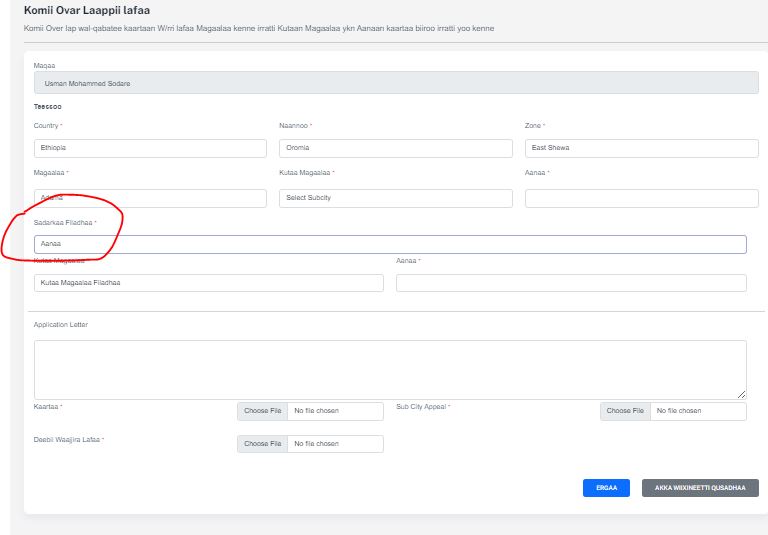 Komii Ovar Laappii lafaa
Komii Over lap wal-qabatee kaartaan W/rri lafaa Magaalaa kenne irratti Kutaan Magaalaa ykn Aanaan kaartaa biiroo irratti yoo kenne
Maqaa
Usman Mohammed Sodare
Teessoo
Country * Naannoo * Zone *
Ethiopia Oromia East Shewa
Magaalaa * Kutaa Magaalaa * Aanaa *
Adama Select Subcity
Sadarkaa Filadhaa *
Aanaa
Kutaa Magaalaa * Aanaa *
Kutaa Magaalaa Filadhaa
Application Letter
Kaartaa * Choose File No file chosen Sub City Appeal * Choose File No file chosen
Deebii Waajjira Lafaa * Choose File No file chosen
ERGAA AKKA WIIXINEETTI QUSADHAA